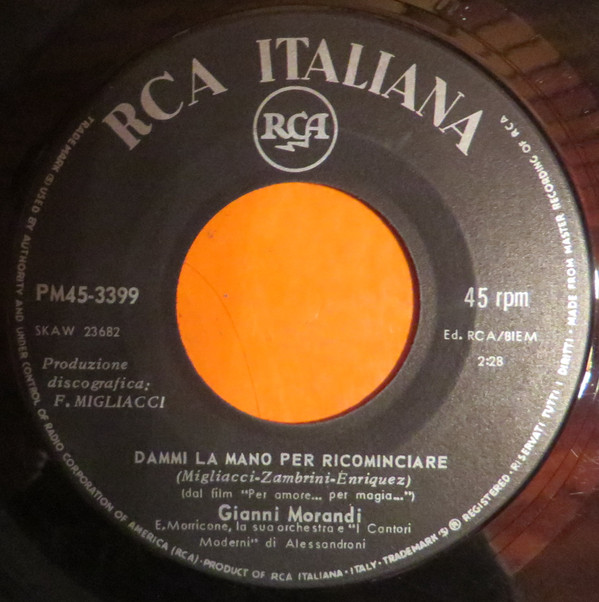 RCA ITALIANA
RCA
PM45-3399
SKAW 23682
Produzione
discografica;
F. MIGLIACCI
45 rpm
Ed. RCA/BIEM
2:28
DAMMI LA MANO PER RICOMINCIARE
(Migliacci-Zambrini-Enriquez)
(dal film "Per amore... per magia...")
Gianni Morandi
E. Morricone, la sua orchestra e "I Cantori
Moderni" di Alessandroni
TRADE MARK IS USED BY AUTHORITY AND UNDER CONTROL OF RADIO CORPORATION OF AMERICA (RCA) · PRODUCT OF RCA ITALIANA · ITALY · TRADEMARK ® REGISTERED · RISERVATI TUTTI I DIRITTI · MADE FROM MASTER RECORDING OF RCA